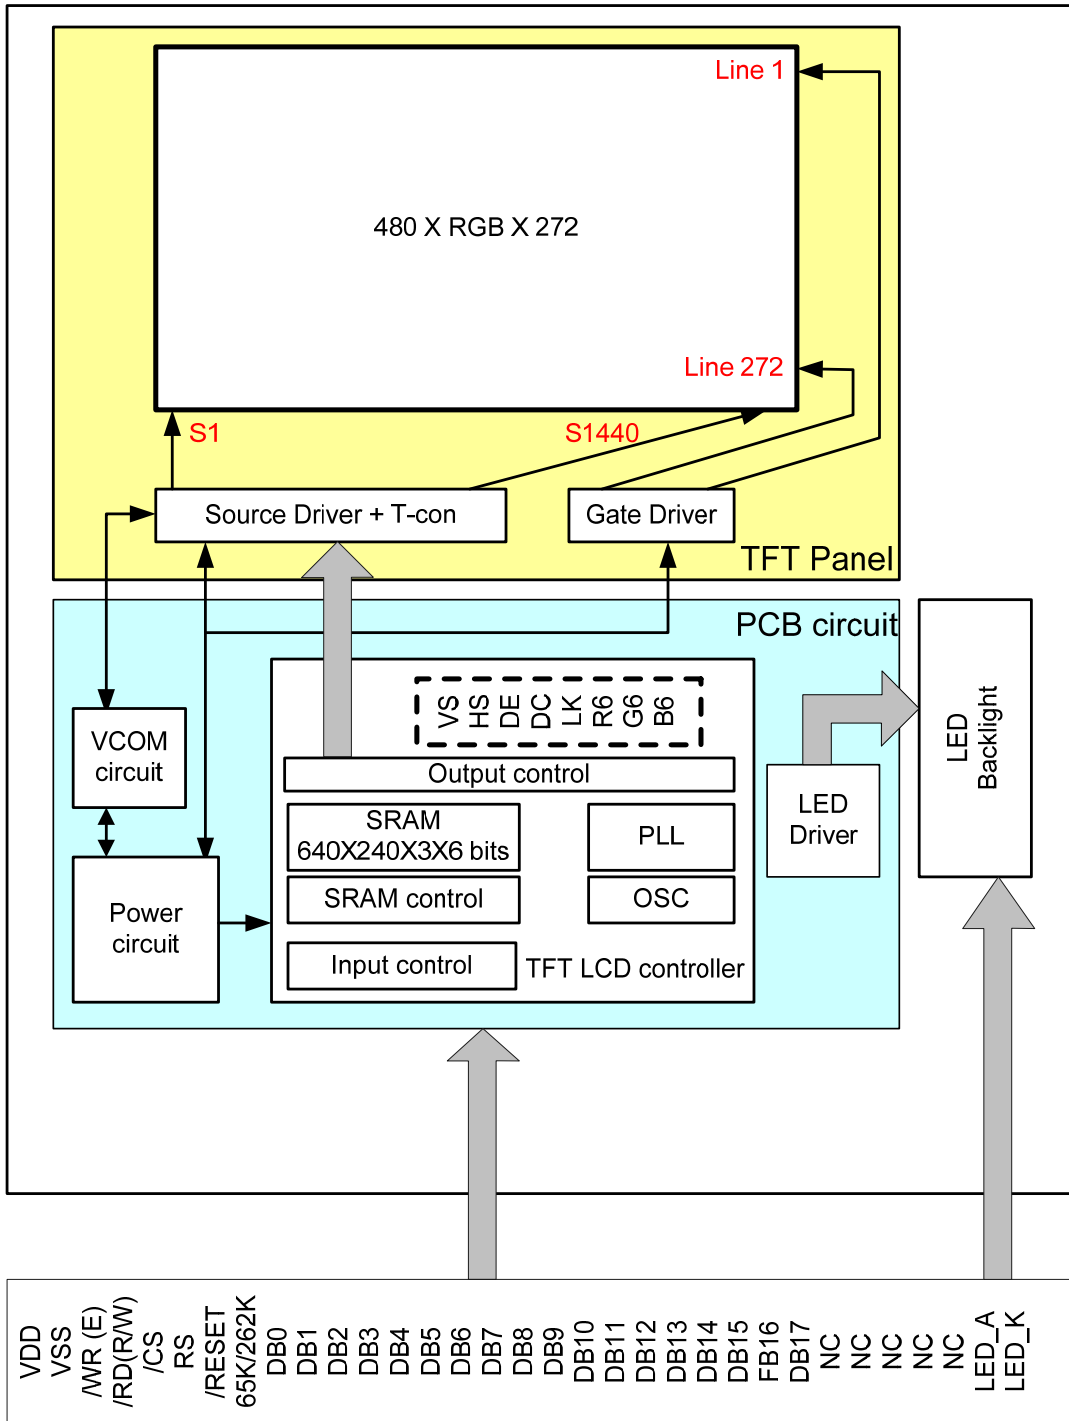 Line 1
480 X RGB X 272
Line 272
S1
S1440
Source Driver + T-con
Gate Driver
TFT Panel
PCB circuit
VS
HS
DE
DC
LK
R6
G6
B6
VCOM
circuit
Output control
LED
Driver
LED
Backlight
SRAM
640X240X3X6 bits
PLL
SRAM control
OSC
Power
circuit
Input control
TFT LCD controller
VDD
VSS
/WR (E)
/RD(R/W)
/CS
RS
/RESET
65K/262K
DB0
DB1
DB2
DB3
DB4
DB5
DB6
DB7
DB8
DB9
DB10
DB11
DB12
DB13
DB14
DB15
FB16
DB17
NC
NC
NC
NC
NC
LED_A
LED_K